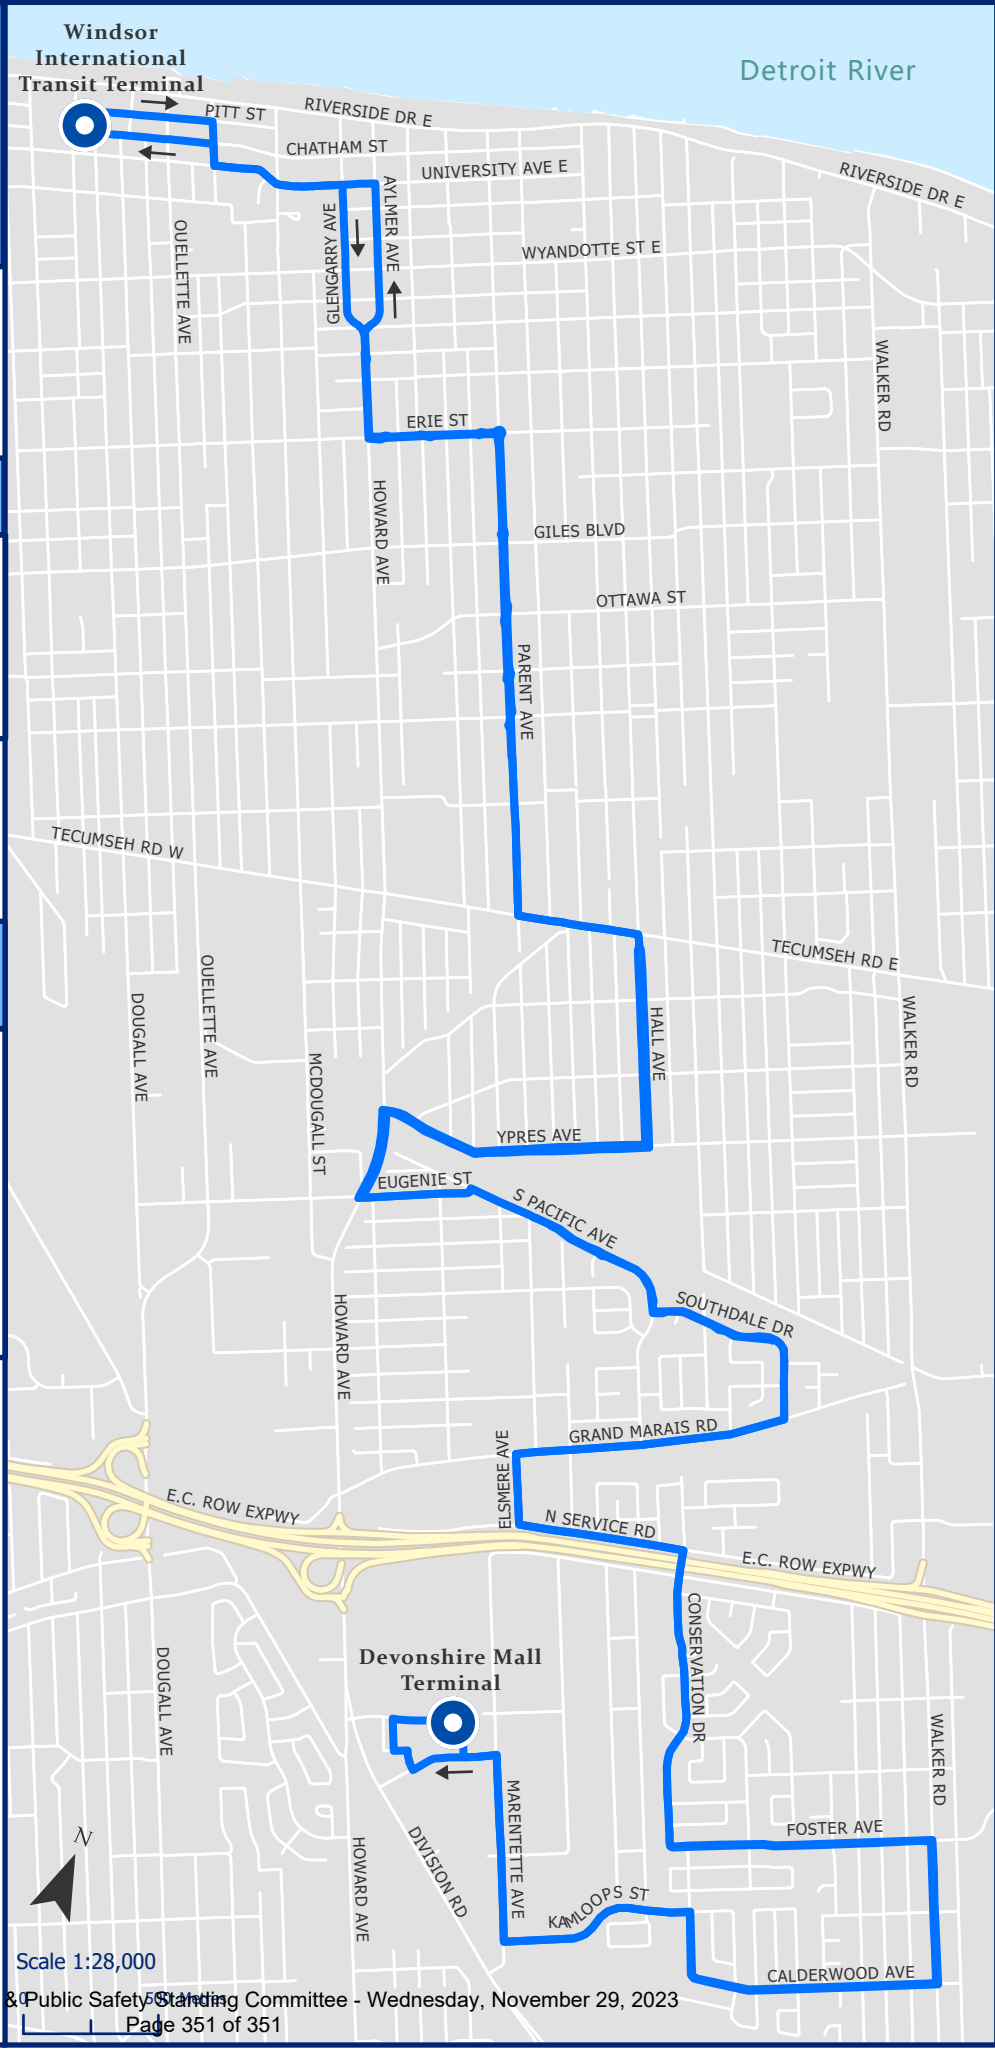 Windsor
International
Transit Terminal
Detroit River
PITT ST
RIVERSIDE DR E
CHATHAM ST
UNIVERSITY AVE E
RIVERSIDE DR E
AYLMER AVE
GLENGARRY AVE
OUELLETTE AVE
WYANDOTTE ST E
WALKER RD
ERIE ST
HOWARD AVE
GILES BLVD
OTTAWA ST
PARENT AVE
TECUMSEH RD W
TECUMSEH RD E
OUELLETTE AVE
DOUGALL AVE
HALL AVE
WALKER RD
MCDOUGALL ST
YPRES AVE
EUGENIE ST
S PACIFIC AVE
SOUTHDALE DR
HOWARD AVE
GRAND MARAIS RD
ELSMERE AVE
E.C. ROW EXPWY
N SERVICE RD
E.C. ROW EXPWY
CONSERVATION DR
DOUGALL AVE
Devonshire Mall
Terminal
WALKER RD
MARENTETTE AVE
FOSTER AVE
DIVISION RD
HOWARD AVE
N
KAMLOOPS ST
CALDERWOOD AVE
Scale 1:28,000
0 500 Metres
& Public Safety Standing Committee - Wednesday, November 29, 2023
Page 351 of 351